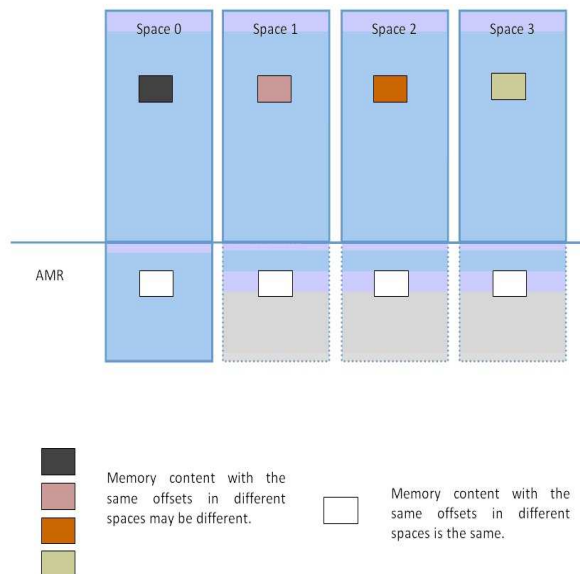 Space 0
Space 1
Space 2
Space 3
AMR
Memory content with the
same offsets in different
spaces may be different.
Memory content with the
same offsets in different
spaces is the same.